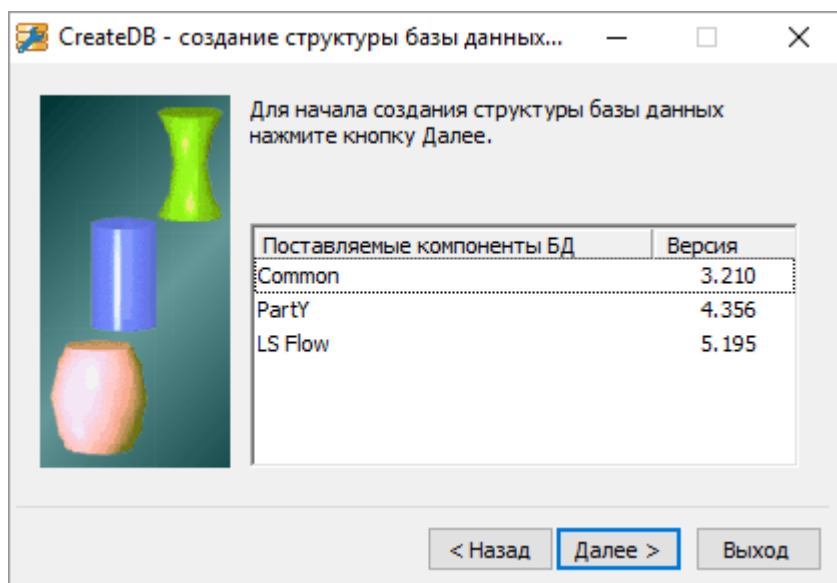 CreateDB - создание структуры базы данных...
Для начала создания структуры базы данных
нажмите кнопку Далее.
Поставляемые компоненты БД Версия
Common 3.210
PartY 4.356
LS Flow 5.195
< Назад Далее > Выход